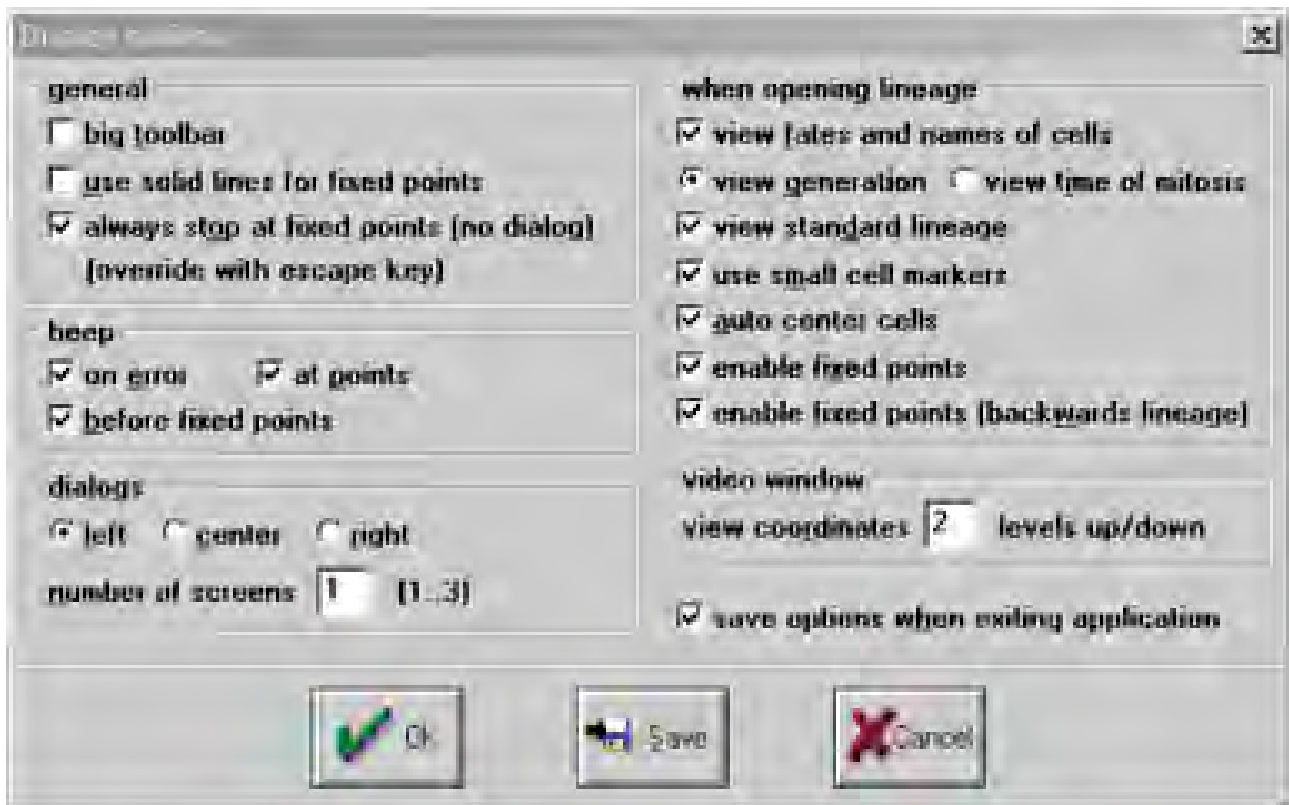 general
big toolbar
use solid lines for fixed points
always stop at fixed points (no dialog)
(override with escape key)
beep
on error at points
before fixed points
dialogs
left center right
number of screens 1 (1..3)
when opening lineage
view fates and names of cells
view generation view time of mitosis
view standard lineage
use small cell markers
auto center cells
enable fixed points
enable fixed points (backwards lineage)
video window
view coordinates 2 levels up/down
save options when exiting application
Ok Save Cancel